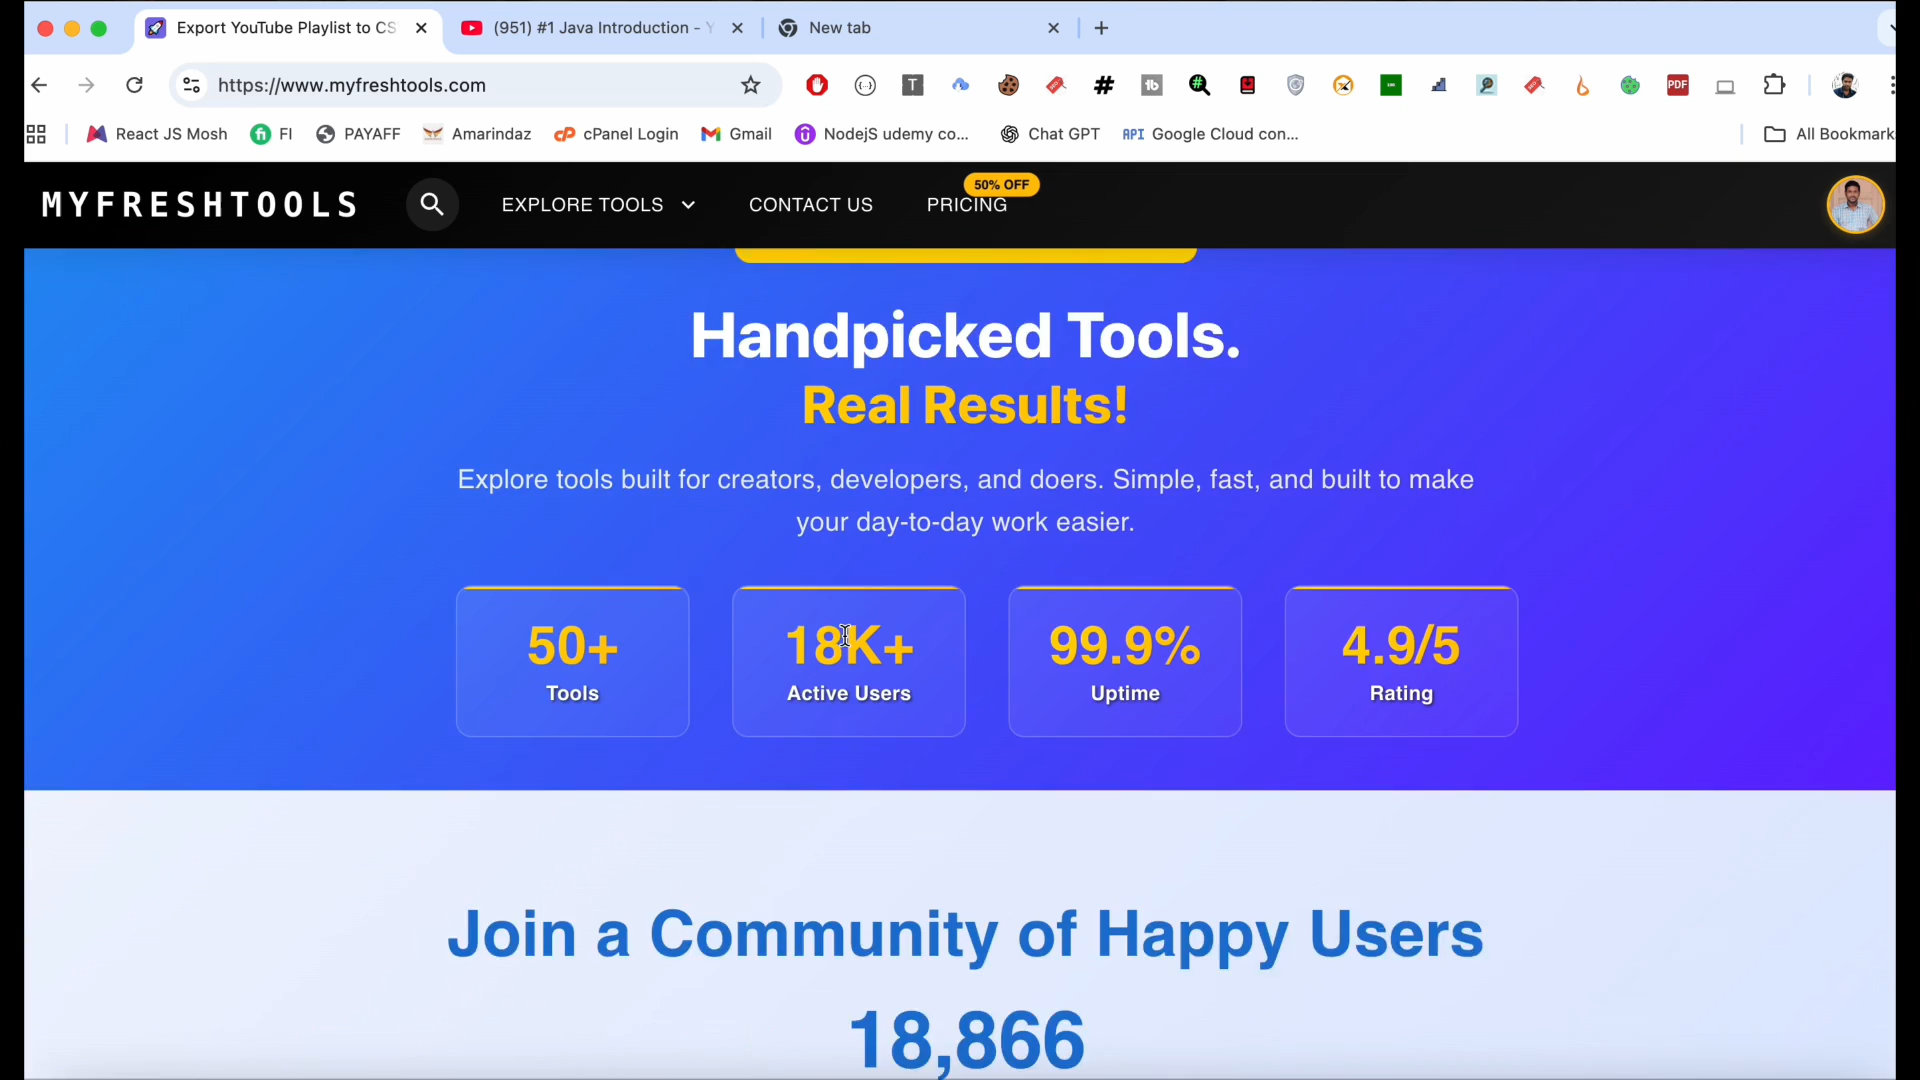 Export YouTube Playlist to CS
(951) #1 Java Introduction - Y
New tab
https://www.myfreshtools.com
React JS Mosh
FI
PAYAFF
Amarindaz
cPanel Login
Gmail
NodejS udemy co...
Chat GPT
API Google Cloud con...
All Bookmark
MYFRESHTOOLS
EXPLORE TOOLS
CONTACT US
PRICING
50% OFF
Handpicked Tools.
Real Results!
Explore tools built for creators, developers, and doers. Simple, fast, and built to make
your day-to-day work easier.
50+
Tools
18K+
Active Users
99.9%
Uptime
4.9/5
Rating
Join a Community of Happy Users
18,866